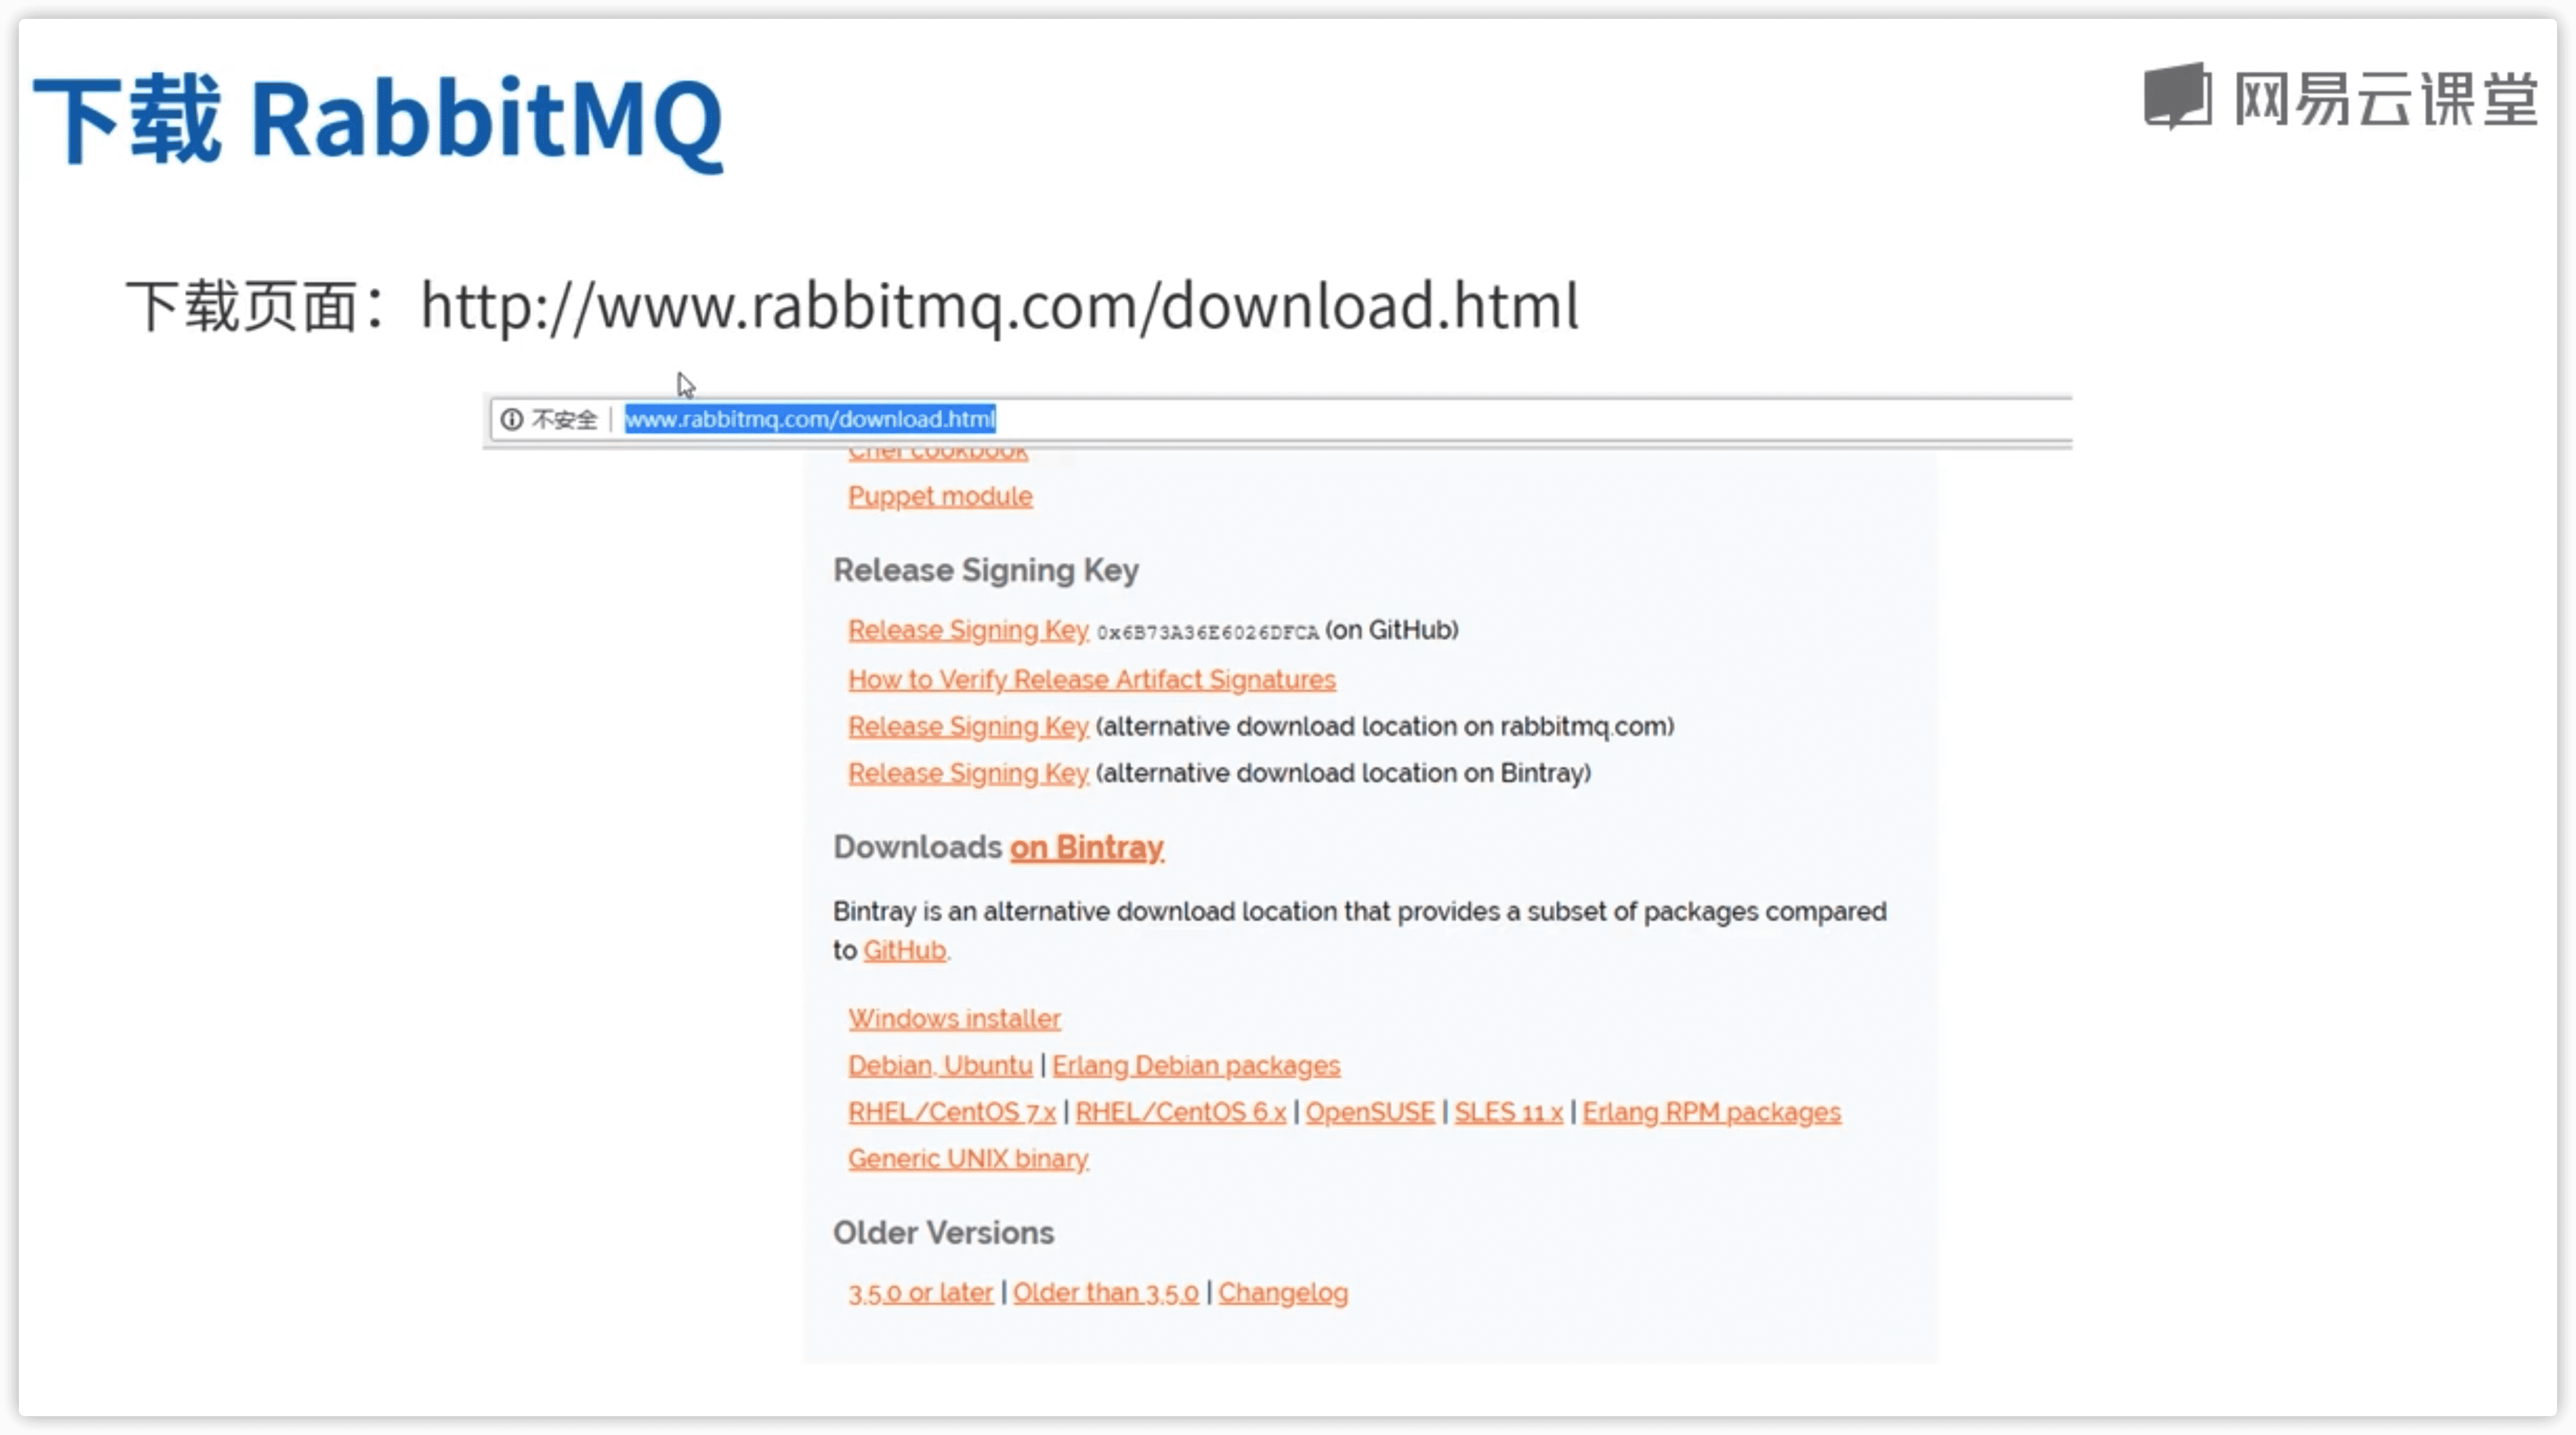 下载 RabbitMQ
网易云课堂
下载页面：http://www.rabbitmq.com/download.html
不安全 | www.rabbitmq.com/download.html
Chef cookbook
Puppet module
Release Signing Key
Release Signing Key 0x6B73A36E6026DFCA (on GitHub)
How to Verify Release Artifact Signatures
Release Signing Key (alternative download location on rabbitmq.com)
Release Signing Key (alternative download location on Bintray)
Downloads on Bintray
Bintray is an alternative download location that provides a subset of packages compared
to GitHub.
Windows installer
Debian, Ubuntu | Erlang Debian packages
RHEL/CentOS 7.x | RHEL/CentOS 6.x | OpenSUSE | SLES 11.x | Erlang RPM packages
Generic UNIX binary
Older Versions
3.5.0 or later | Older than 3.5.0 | Changelog